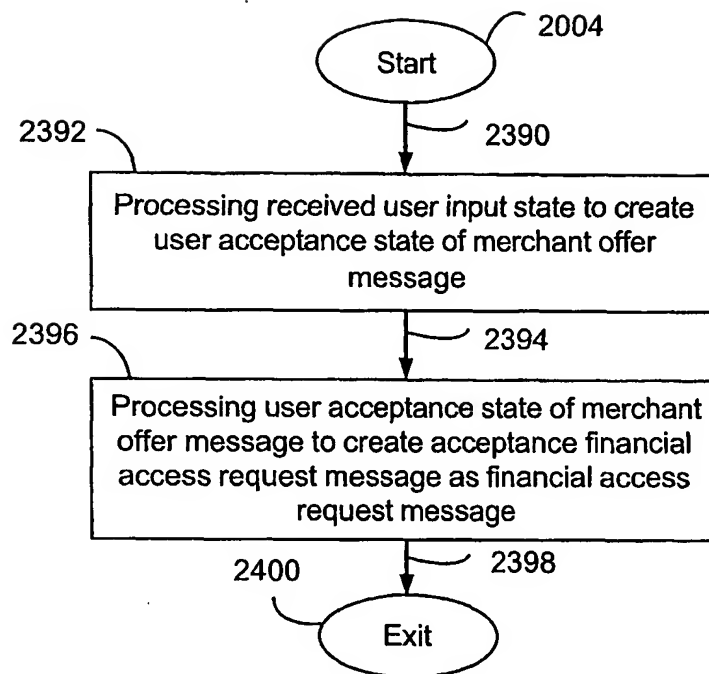 2004
Start
2390
2392
Processing received user input state to create
user acceptance state of merchant offer
message
2394
2396
Processing user acceptance state of merchant
offer message to create acceptance financial
access request message as financial access
request message
2398
2400
Exit